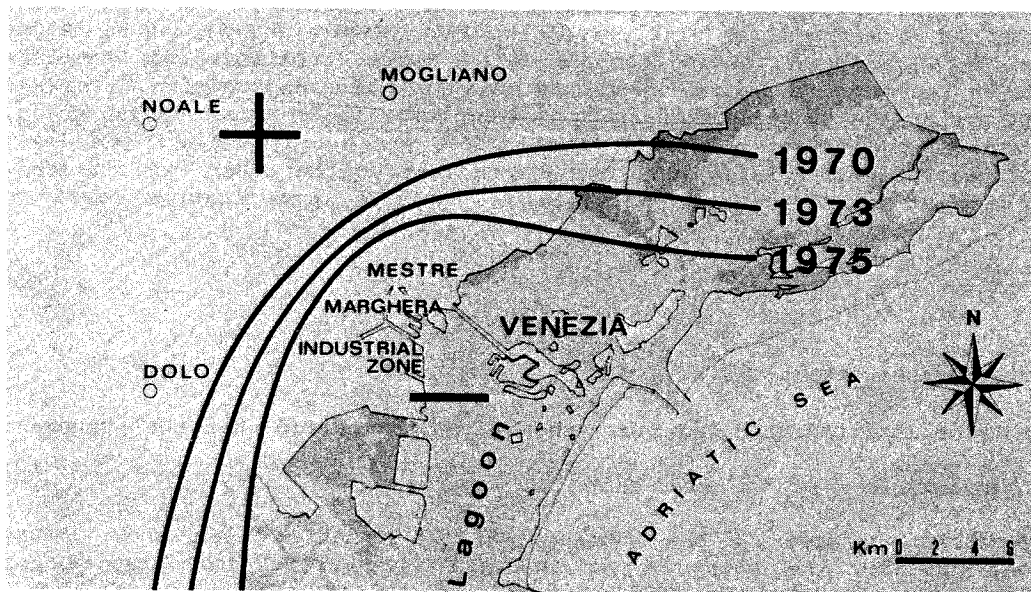 MOGLIANO
NOALE
+
1970
1973
1975
MESTRE
MARGHERA
VENEZIA
INDUSTRIAL
ZONE
N
DOLO
Lagoon
ADRIATIC SEA
Km 0 2 4 6